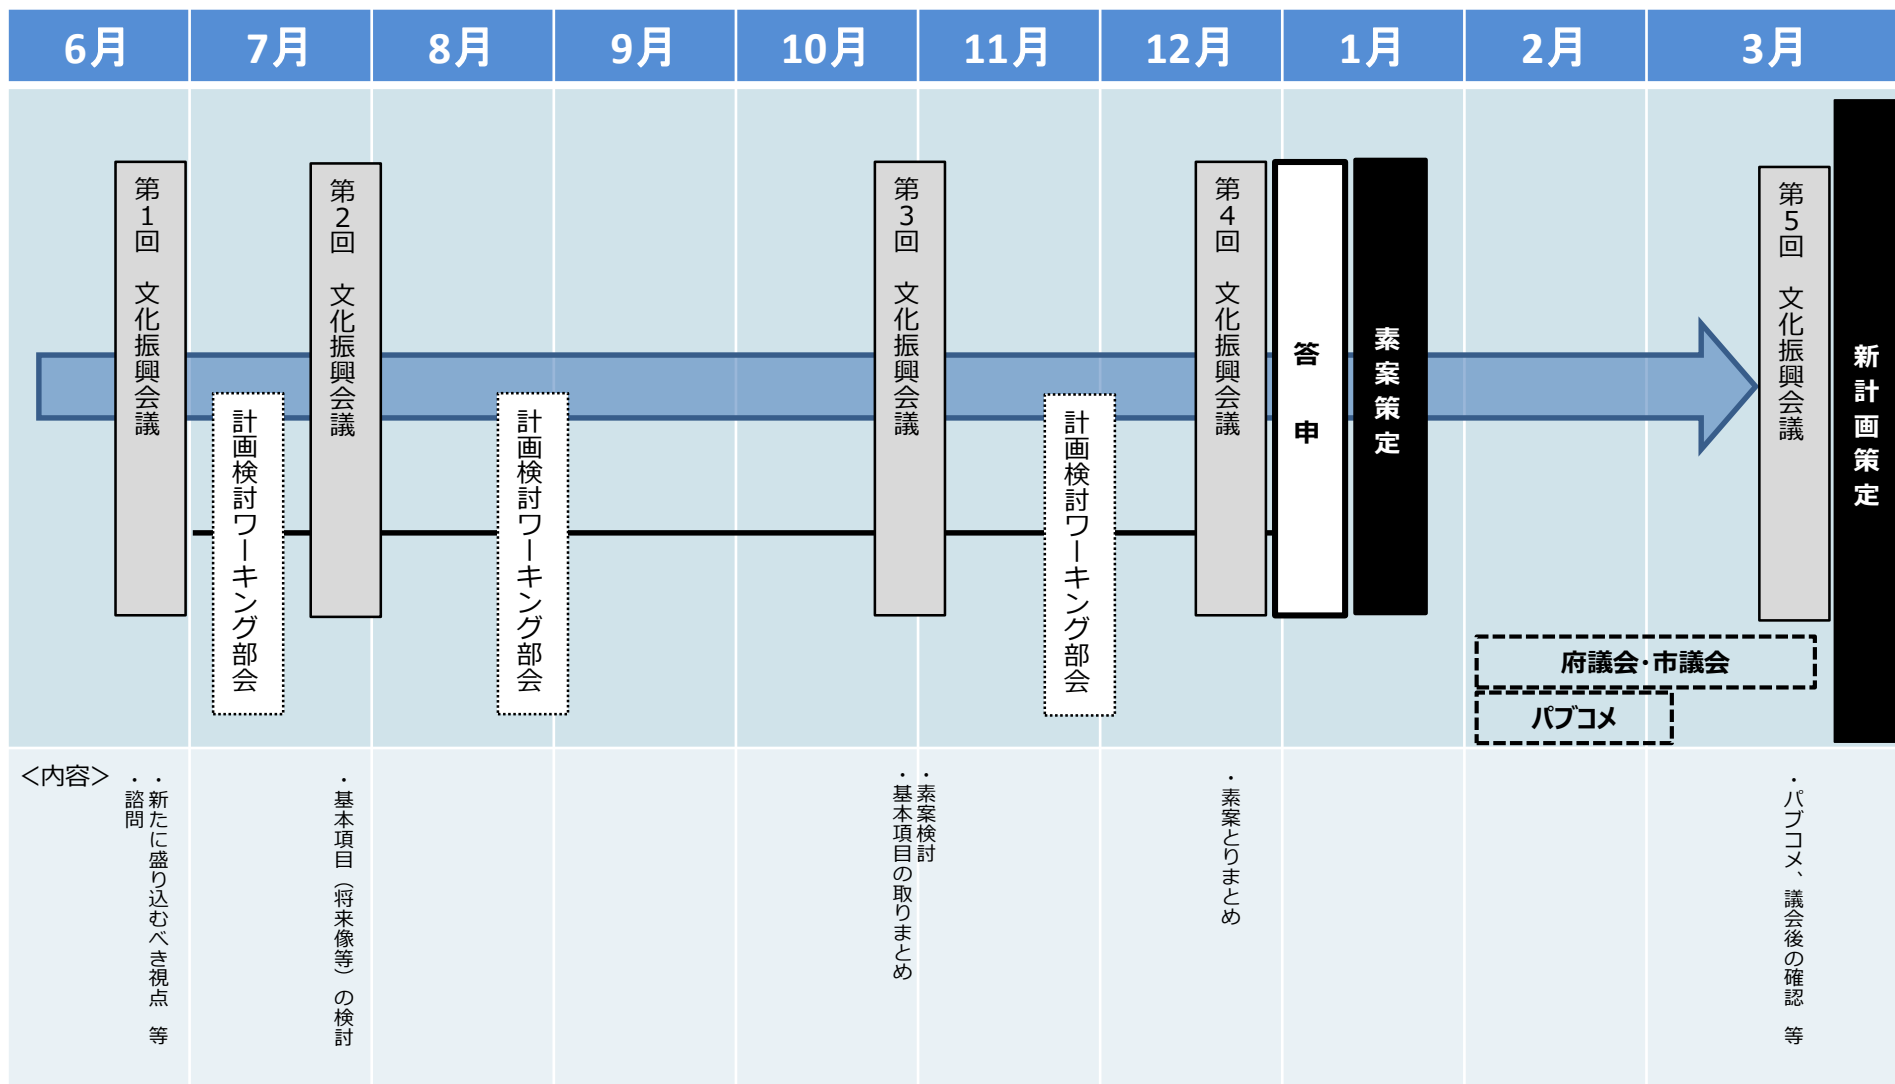 6月
7月
8月
9月
10月
11月
12月
1月
2月
3月
第1回　文化振興会議
計画検討ワーキング部会
第2回　文化振興会議
計画検討ワーキング部会
第3回　文化振興会議
計画検討ワーキング部会
第4回　文化振興会議
答　申
素案策定
第5回　文化振興会議
新計画策定
府議会・市議会
パブコメ
＜内容＞
・新たに盛り込むべき視点　等
・諮問
・基本項目（将来像等）の検討
・素案検討
・基本項目の取りまとめ
・素案とりまとめ
・パブコメ、議会後の確認　等